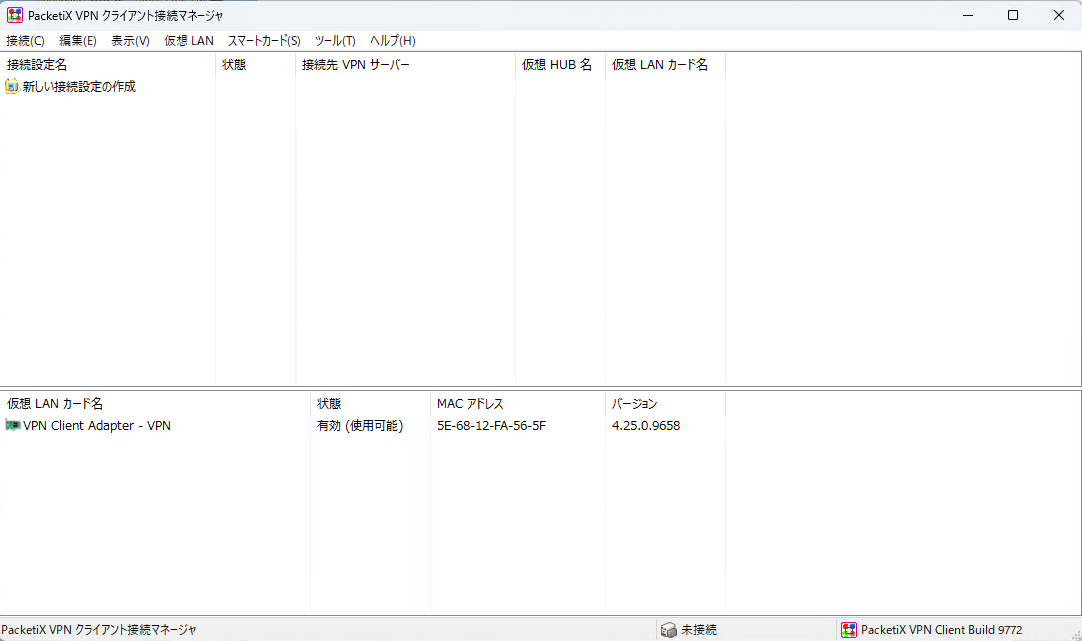 PacketiX VPN クライアント接続マネージャ
接続(C) 編集(E) 表示(V) 仮想 LAN スマートカード(S) ツール(T) ヘルプ(H)
接続設定名 状態 接続先 VPN サーバー 仮想 HUB 名 仮想 LAN カード名
新しい接続設定の作成
仮想 LAN カード名 状態 MAC アドレス バージョン
VPN Client Adapter - VPN 有効 (使用可能) 5E-68-12-FA-56-5F 4.25.0.9658
PacketiX VPN クライアント接続マネージャ 未接続 PacketiX VPN Client Build 9772